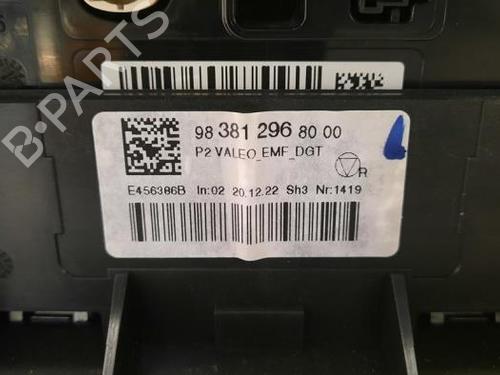 B-PARTS
98 381 296 80 00
P2 VALEO_EMF_DGT
R
E456386B In:02 20.12.22 Sh3 Nr:1419